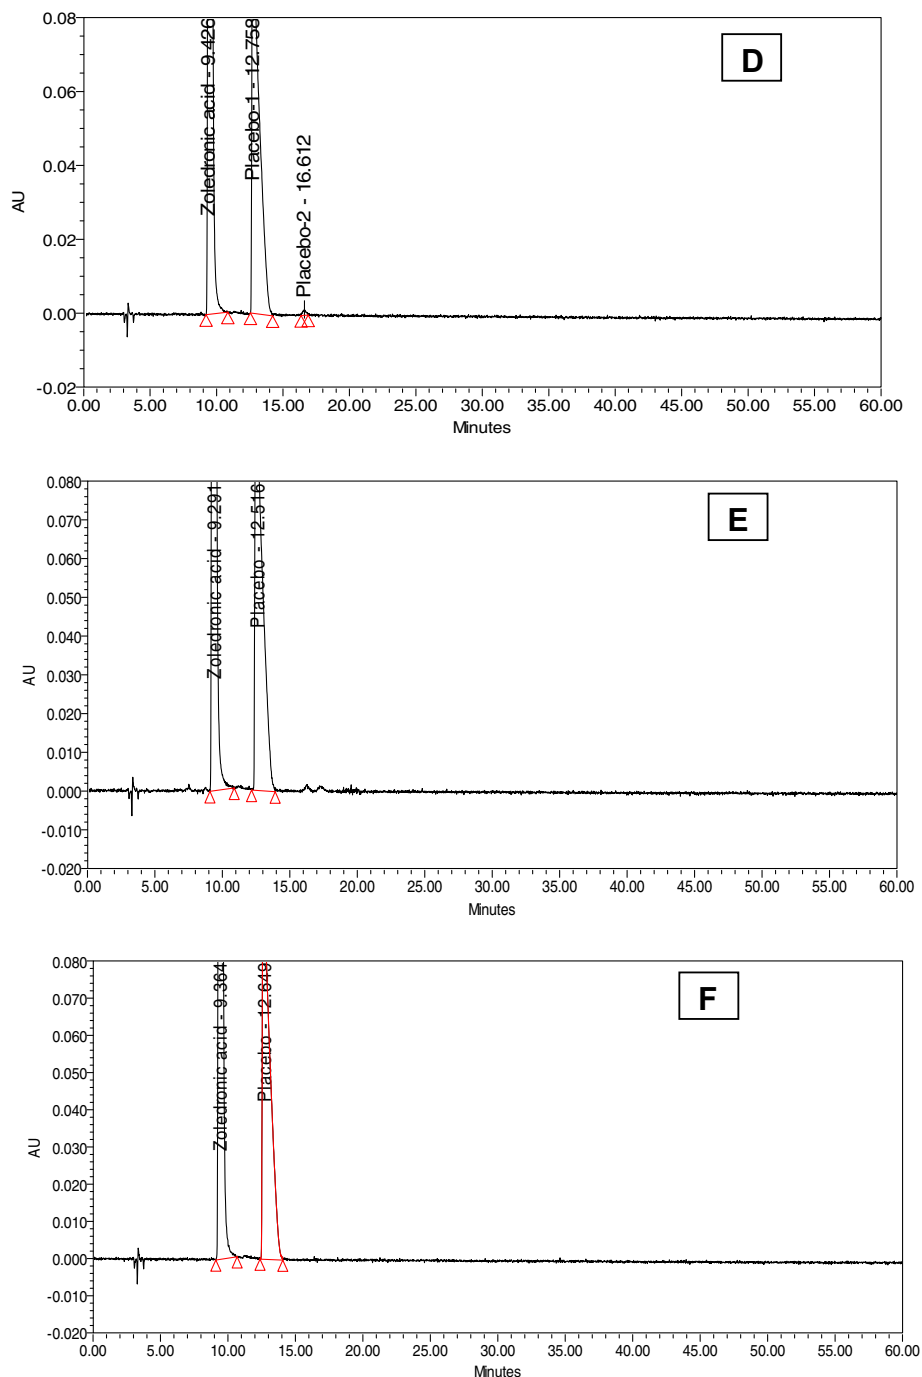 D
AU
0.08
0.06
0.04
0.02
0.00
-0.02
Zoledronic acid - 9.426
Placebo-1 - 12.758
Placebo-2 - 16.612
0.00 5.00 10.00 15.00 20.00 25.00 30.00 35.00 40.00 45.00 50.00 55.00 60.00
Minutes
E
AU
0.080
0.070
0.060
0.050
0.040
0.030
0.020
0.010
0.000
-0.010
-0.020
Zoledronic acid - 9.291
Placebo - 12.516
0.00 5.00 10.00 15.00 20.00 25.00 30.00 35.00 40.00 45.00 50.00 55.00 60.00
Minutes
F
AU
0.080
0.070
0.060
0.050
0.040
0.030
0.020
0.010
0.000
-0.010
-0.020
Zoledronic acid - 9.364
Placebo - 12.649
0.00 5.00 10.00 15.00 20.00 25.00 30.00 35.00 40.00 45.00 50.00 55.00 60.00
Minutes